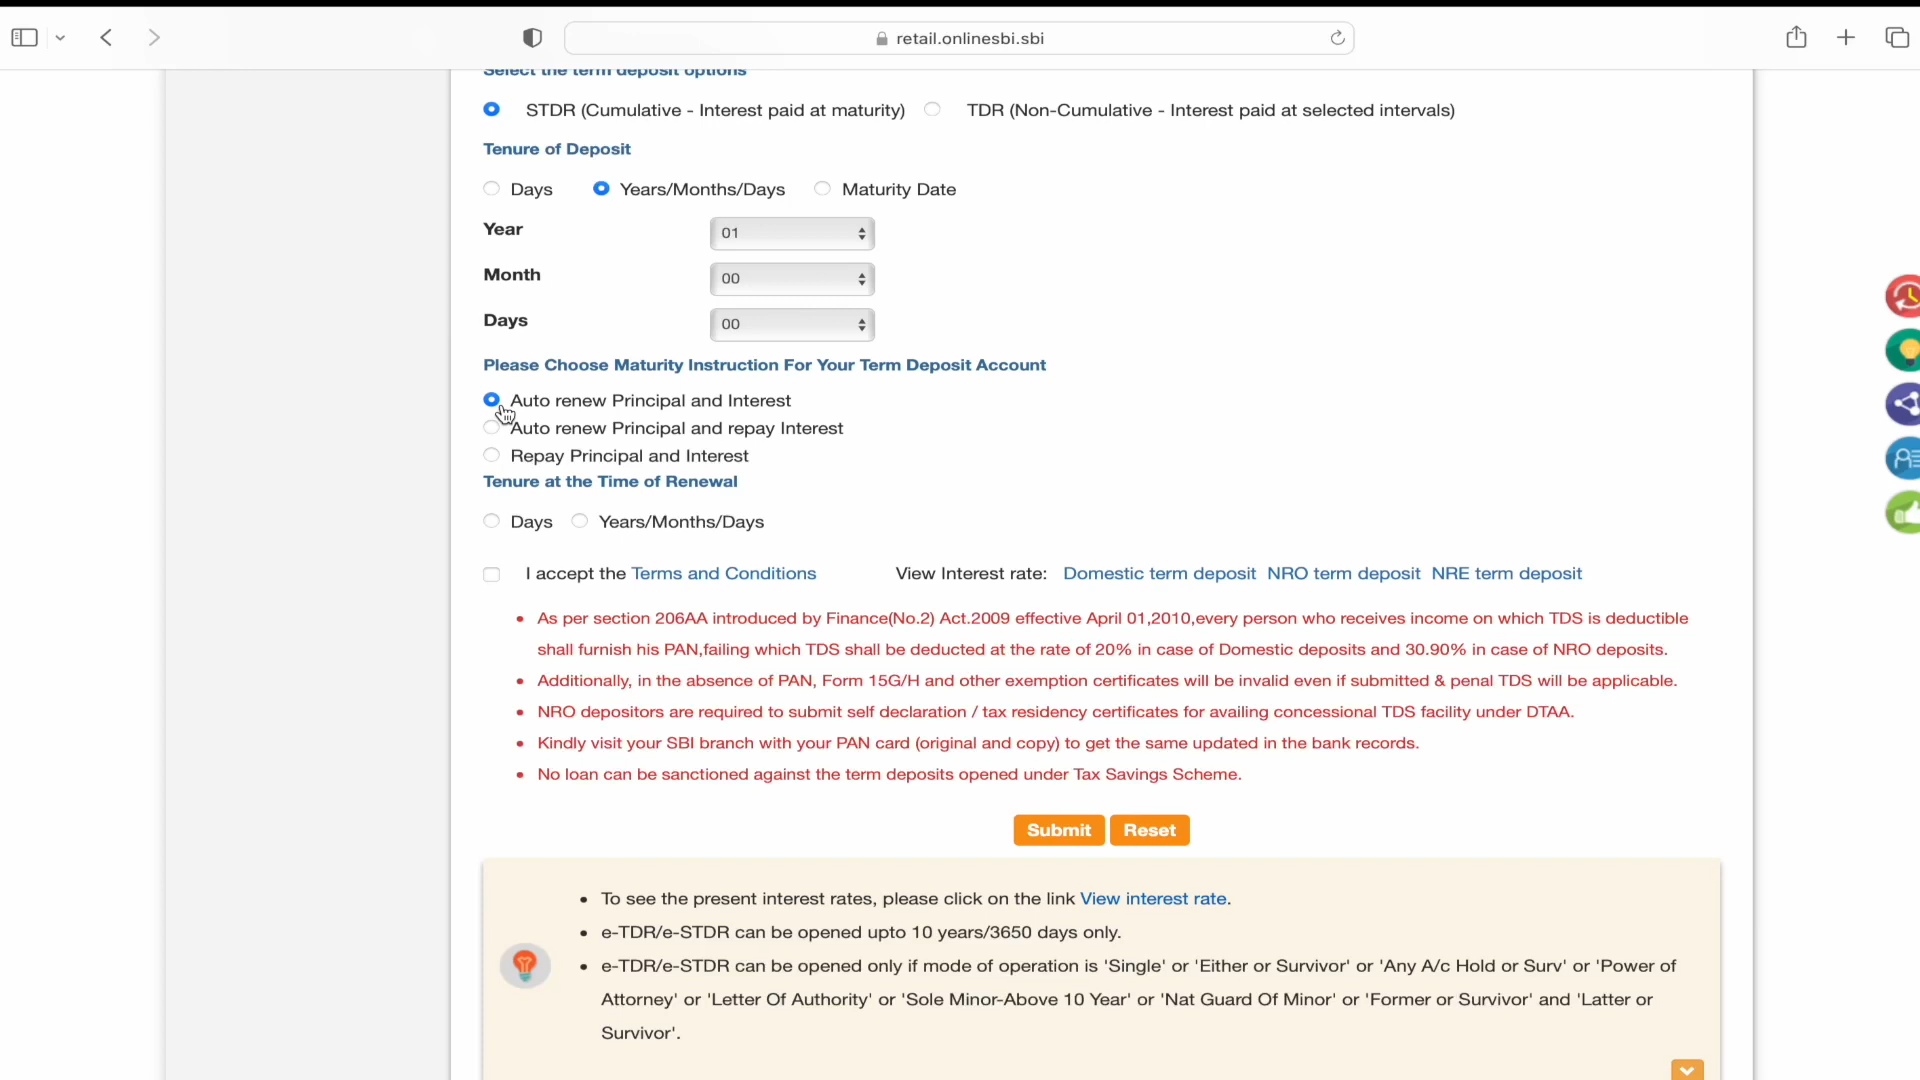 retail.onlinesbi.sbi
Select the term deposit options
STDR (Cumulative - Interest paid at maturity) TDR (Non-Cumulative - Interest paid at selected intervals)
Tenure of Deposit
Days Years/Months/Days Maturity Date
Year 01
Month 00
Days 00
Please Choose Maturity Instruction For Your Term Deposit Account
Auto renew Principal and Interest
Auto renew Principal and repay Interest
Repay Principal and Interest
Tenure at the Time of Renewal
Days Years/Months/Days
I accept the Terms and Conditions View Interest rate: Domestic term deposit NRO term deposit NRE term deposit
• As per section 206AA introduced by Finance(No.2) Act.2009 effective April 01,2010,every person who receives income on which TDS is deductible
shall furnish his PAN,failing which TDS shall be deducted at the rate of 20% in case of Domestic deposits and 30.90% in case of NRO deposits.
• Additionally, in the absence of PAN, Form 15G/H and other exemption certificates will be invalid even if submitted & penal TDS will be applicable.
• NRO depositors are required to submit self declaration / tax residency certificates for availing concessional TDS facility under DTAA.
• Kindly visit your SBI branch with your PAN card (original and copy) to get the same updated in the bank records.
• No loan can be sanctioned against the term deposits opened under Tax Savings Scheme.
Submit Reset
• To see the present interest rates, please click on the link View interest rate.
• e-TDR/e-STDR can be opened upto 10 years/3650 days only.
• e-TDR/e-STDR can be opened only if mode of operation is 'Single' or 'Either or Survivor' or 'Any A/c Hold or Surv' or 'Power of
Attorney' or 'Letter Of Authority' or 'Sole Minor-Above 10 Year' or 'Nat Guard Of Minor' or 'Former or Survivor' and 'Latter or
Survivor'.